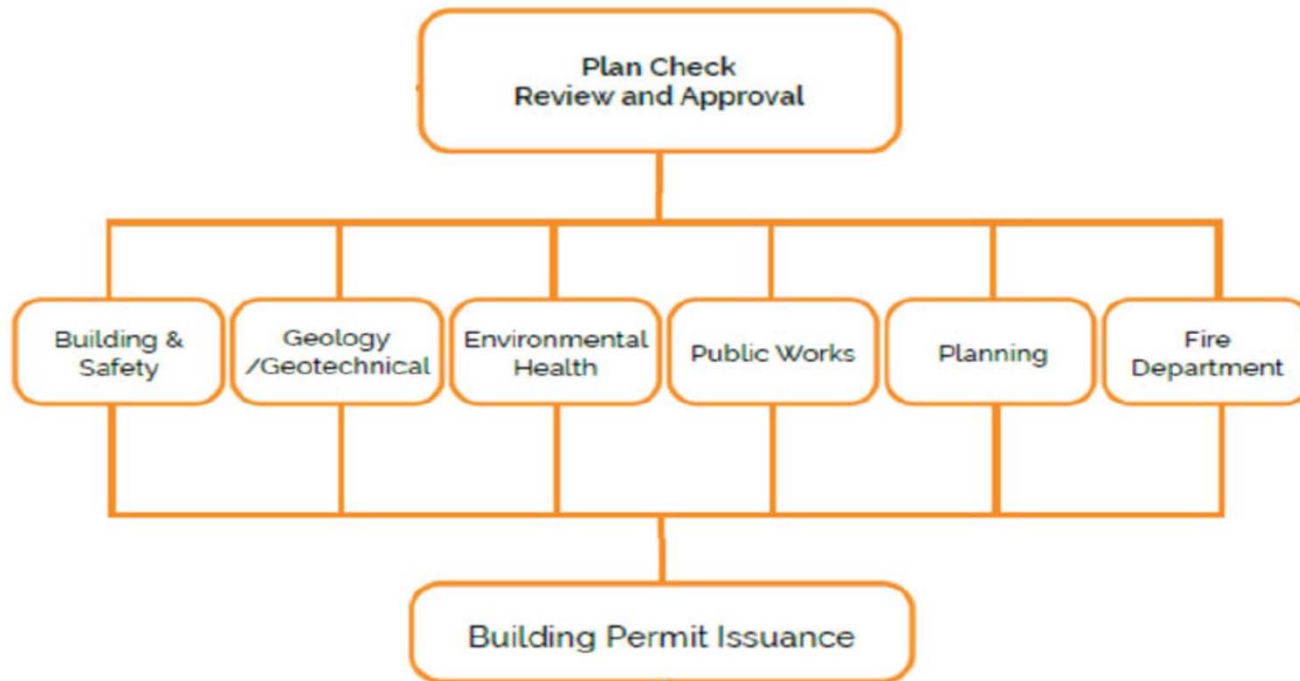 Plan Check
Review and Approval
Building &
Safety
Geology
/Geotechnical
Environmental
Health
Public Works
Planning
Fire
Department
Building Permit Issuance